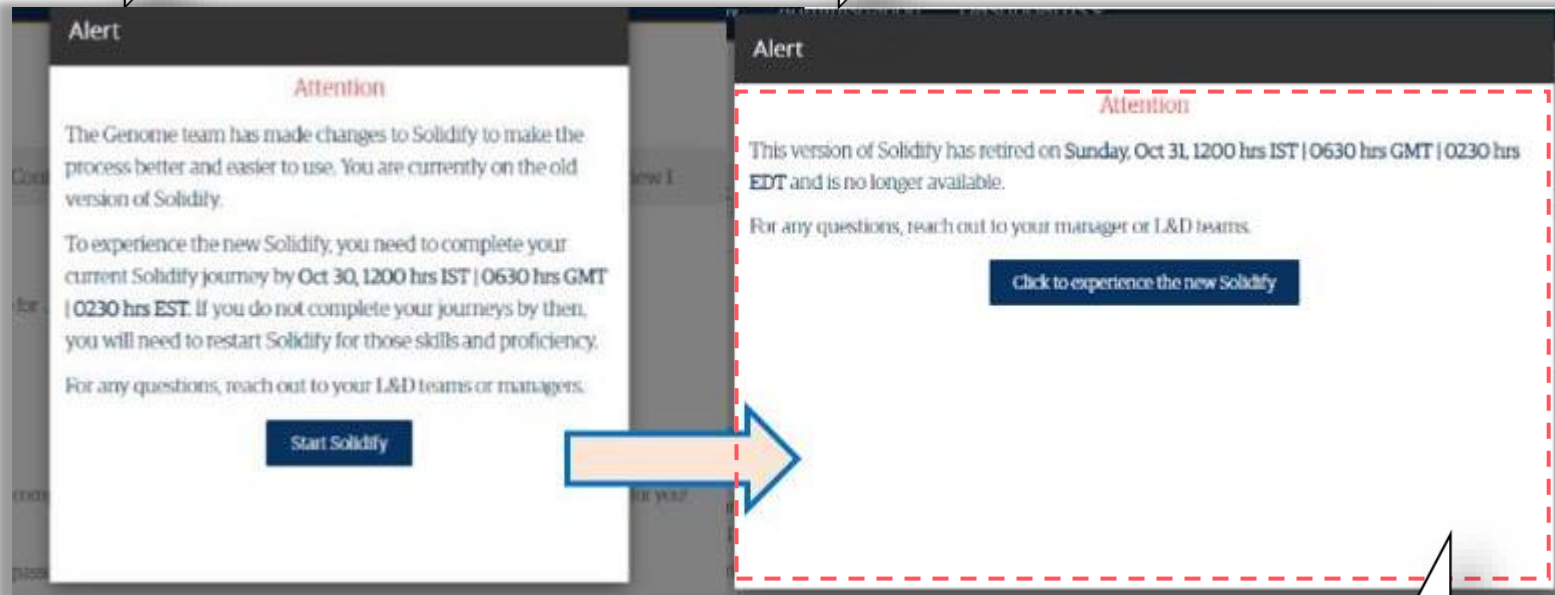 Alert
Attention
The Genome team has made changes to Solidify to make the
process better and easier to use. You are currently on the old
version of Solidify.
To experience the new Solidify, you need to complete your
current Solidify journey by Oct 30, 1200 hrs IST | 0630 hrs GMT
| 0230 hrs EST. If you do not complete your journeys by then,
you will need to restart Solidify for those skills and proficiency.
For any questions, reach out to your L&D teams or managers.
Start Solidify
for you?
Alert
Attention
This version of Solidify has retired on Sunday, Oct 31, 1200 hrs IST | 0630 hrs GMT | 0230 hrs
EDT and is no longer available.
For any questions, reach out to your manager or L&D teams.
Click to experience the new Solidify